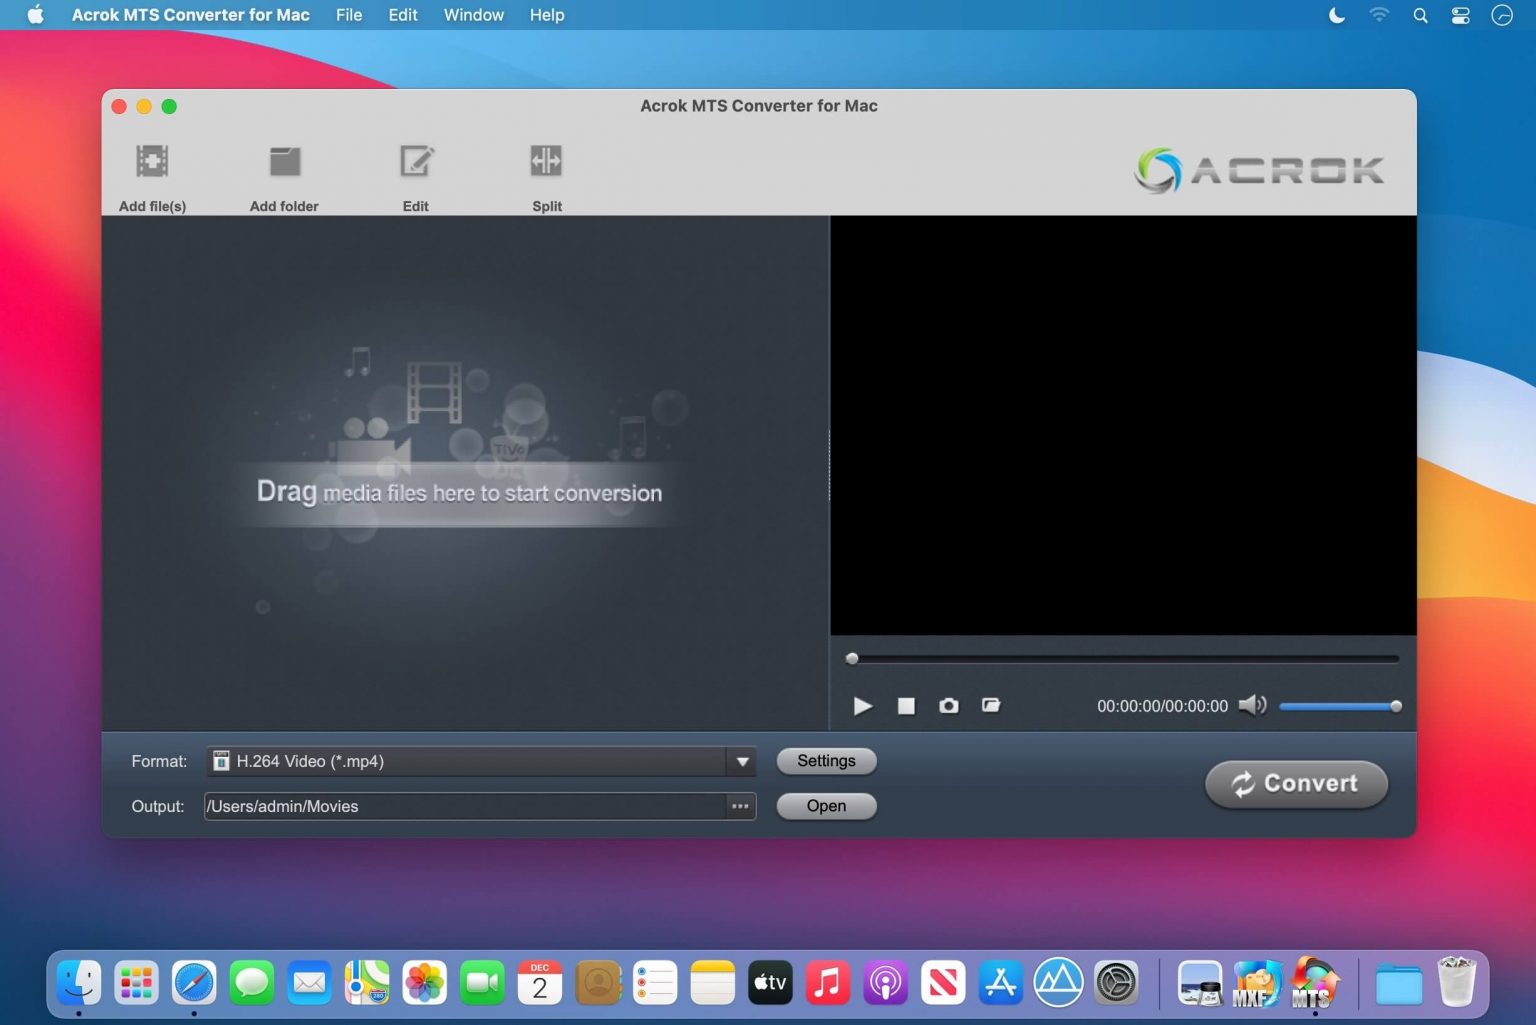 Acrok MTS Converter for Mac File Edit Window Help
Acrok MTS Converter for Mac
Add file(s) Add folder Edit Split
ACROK
TiVo
Drag media files here to start conversion
00:00:00/00:00:00
Format: H.264 Video (*.mp4) Settings
Convert
Output: /Users/admin/Movies ... Open
DEC
2
tv
280
MXF
MTS